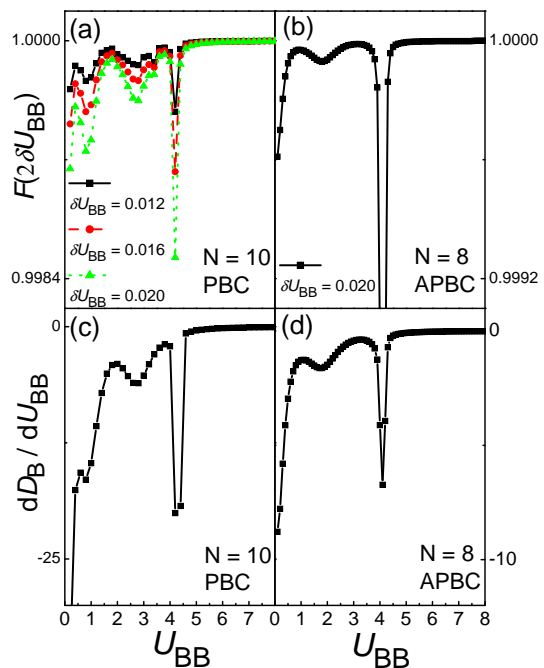 (a)
1.0000
F(2δU_BB)
δU_BB = 0.012
δU_BB = 0.016
δU_BB = 0.020
N = 10
PBC
0.9984
(b)
1.0000
δU_BB = 0.020
N = 8
APBC
0.9992
(c)
0
dD_B / dU_BB
-25
N = 10
PBC
0 1 2 3 4 5 6 7
U_BB
(d)
0
N = 8
APBC
-10
0 1 2 3 4 5 6 7 8
U_BB